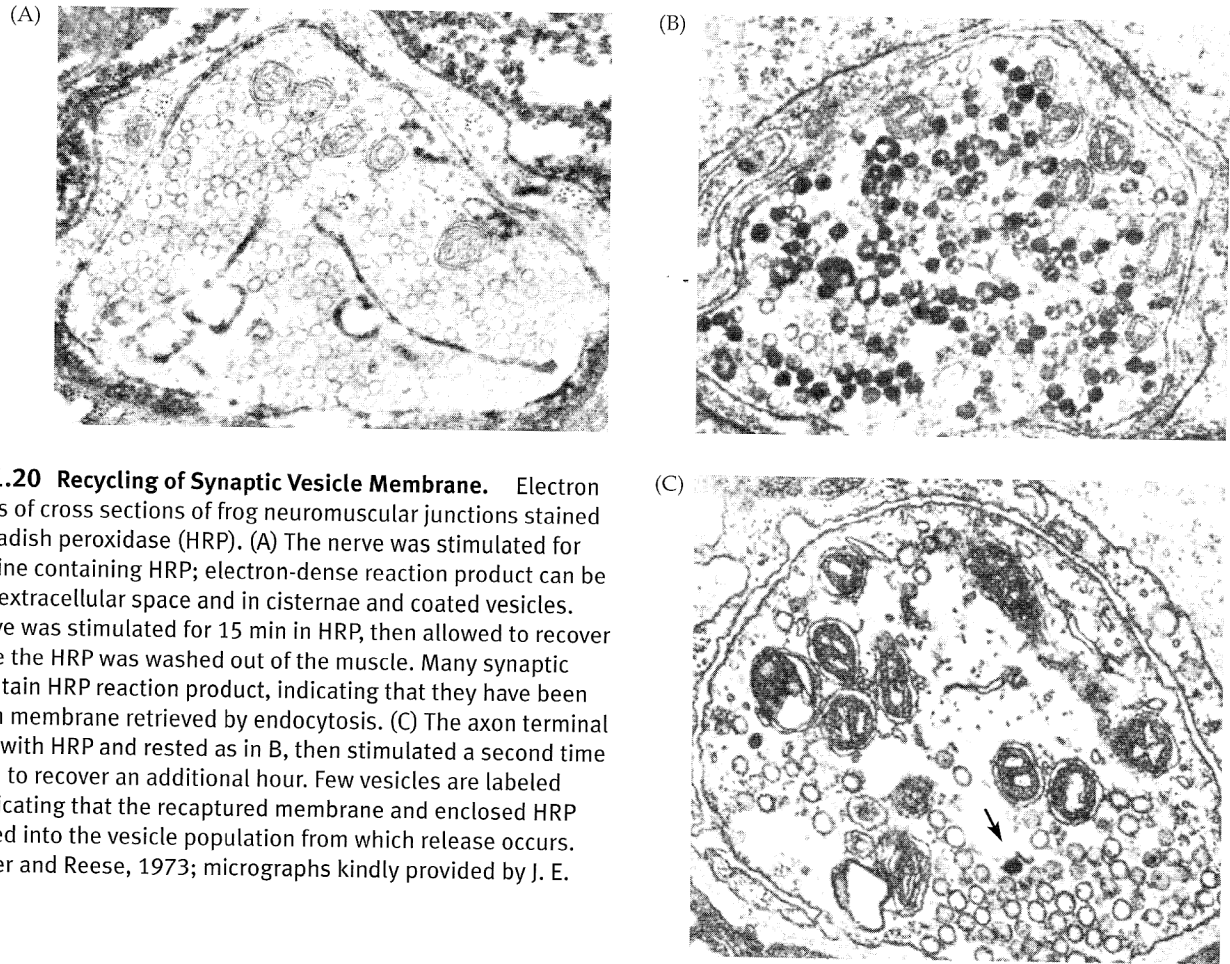 (A)
(B)
.20 Recycling of Synaptic Vesicle Membrane. Electron
s of cross sections of frog neuromuscular junctions stained
adish peroxidase (HRP). (A) The nerve was stimulated for
ine containing HRP; electron-dense reaction product can be
extracellular space and in cisternae and coated vesicles.
e was stimulated for 15 min in HRP, then allowed to recover
e the HRP was washed out of the muscle. Many synaptic
tain HRP reaction product, indicating that they have been
membrane retrieved by endocytosis. (C) The axon terminal
with HRP and rested as in B, then stimulated a second time
to recover an additional hour. Few vesicles are labeled
icating that the recaptured membrane and enclosed HRP
ed into the vesicle population from which release occurs.
er and Reese, 1973; micrographs kindly provided by J. E.
(C)